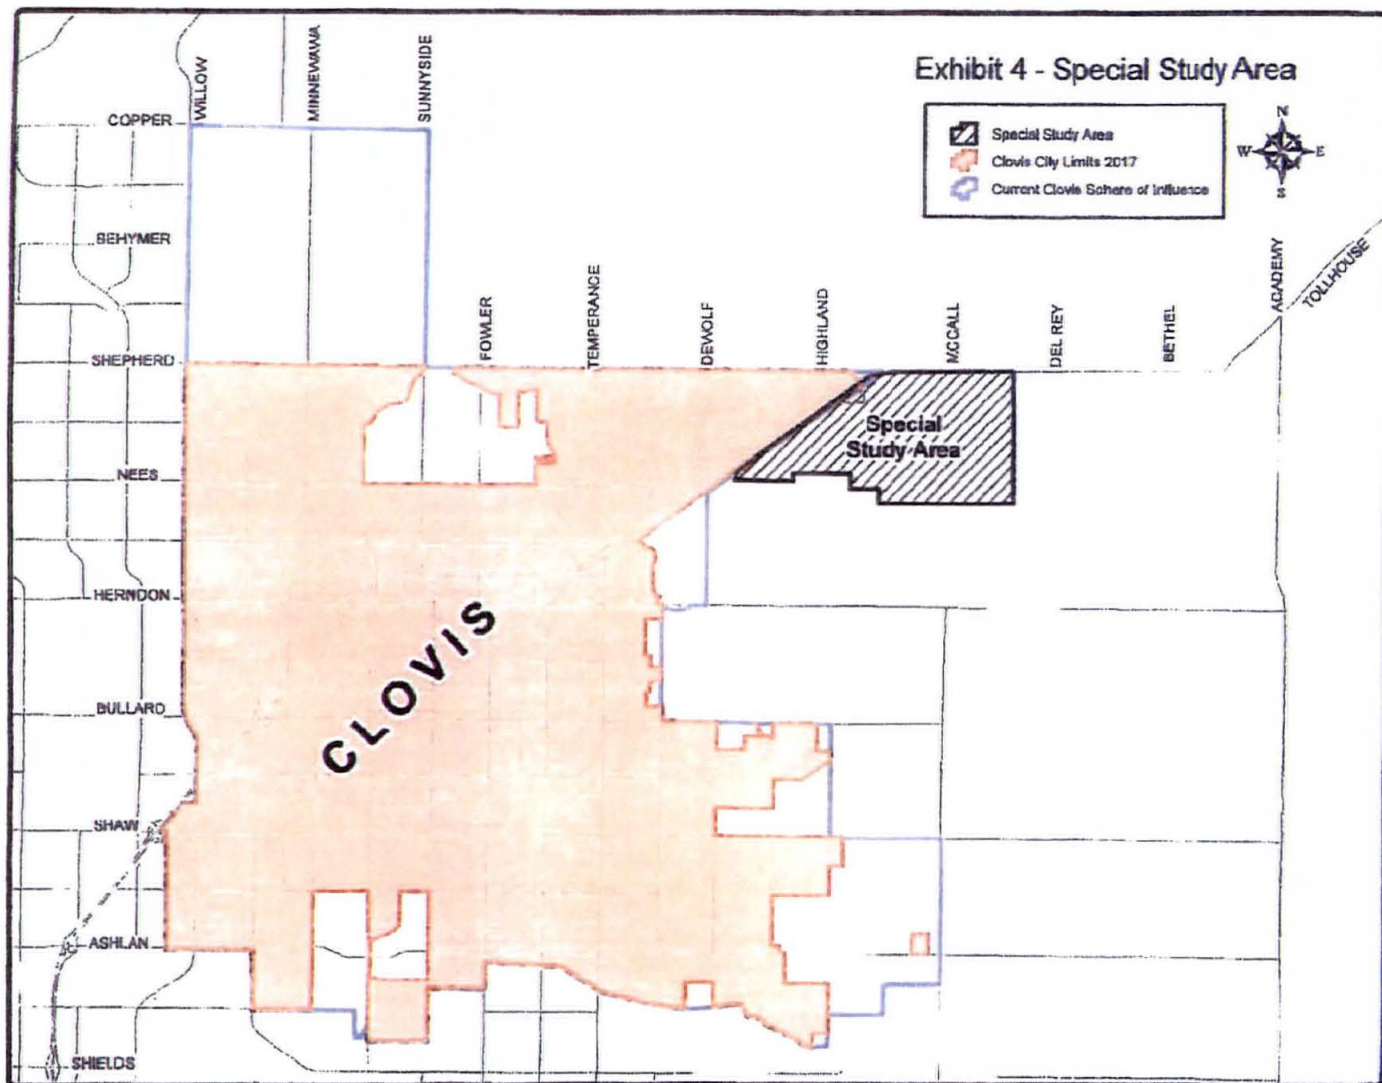 Exhibit 4 - Special Study Area
Special Study Area
Clovis City Limits 2017
Current Clovis Sphere of Influence
N
W
E
S
WILLOW
MINNEWAWA
SUNNYSIDE
COPPER
BEHYMER
SHEPHERD
FOWLER
TEMPERANCE
DEWOLF
HIGHLAND
MCCALL
DEL REY
BETHEL
ACADEMY
TOLLHOUSE
Special
Study Area
NEES
HERNDON
CLOVIS
BULLARD
SHAW
ASHLAN
SHIELDS